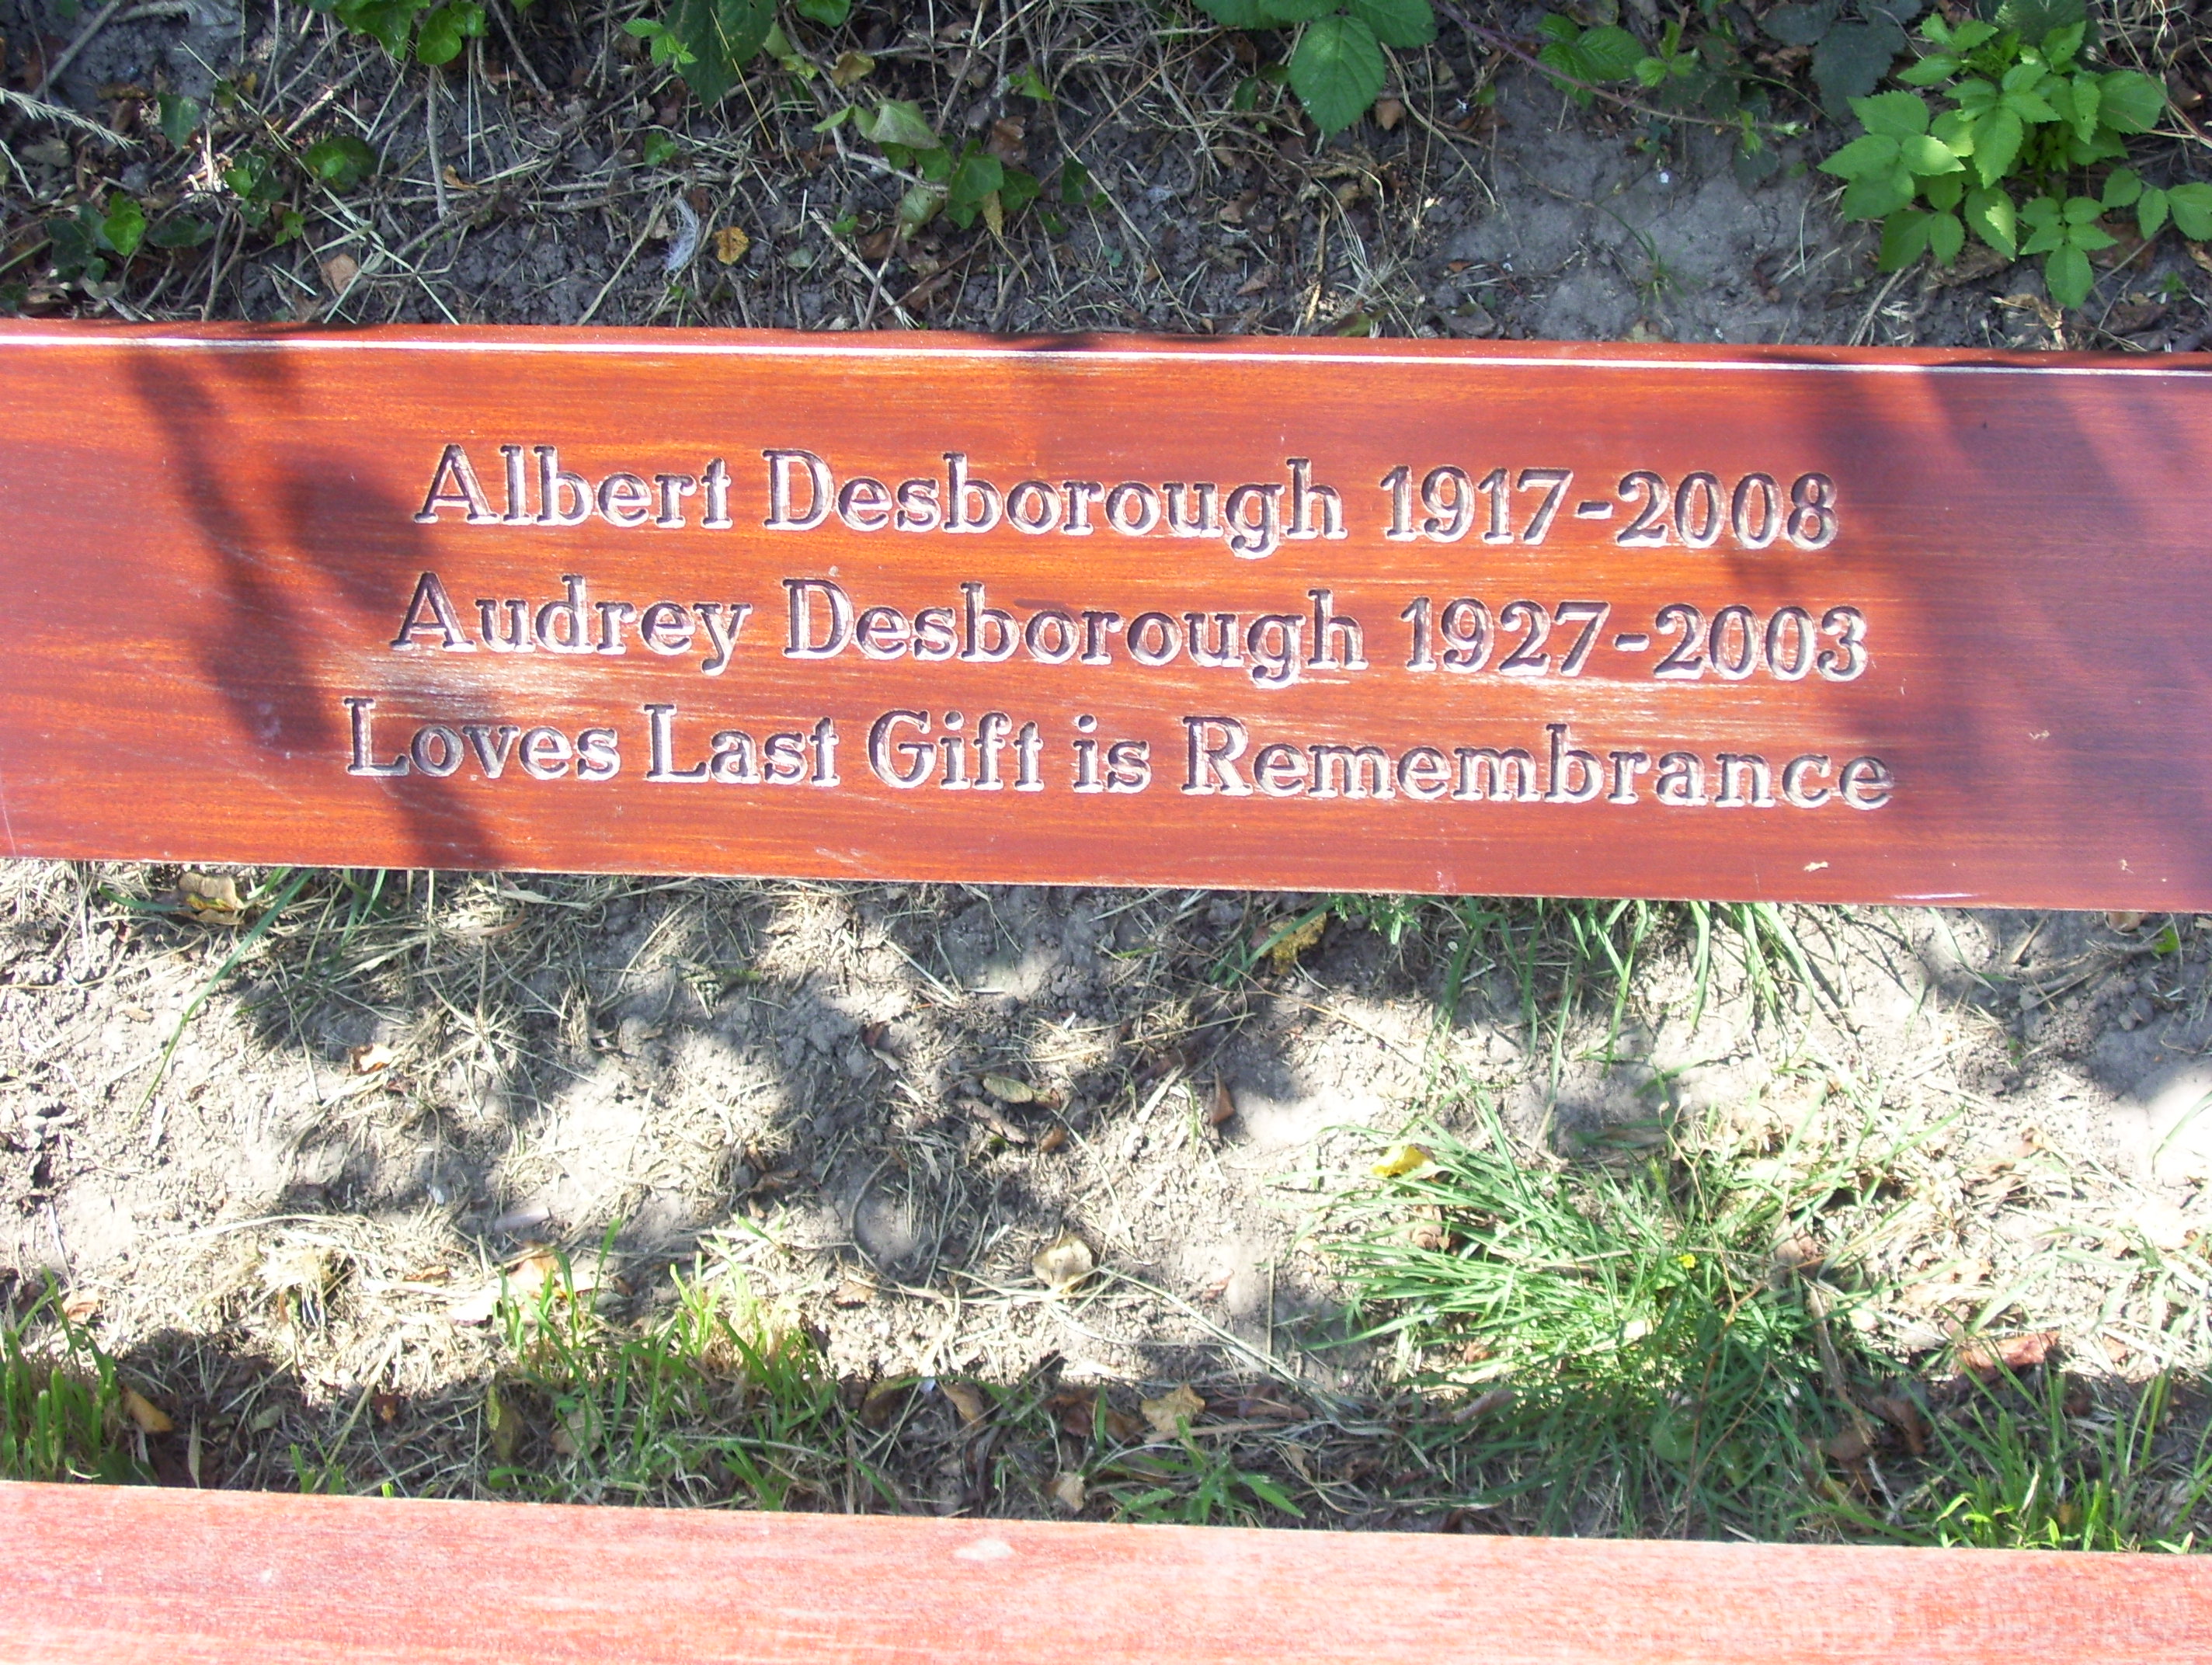 Albert Desborough 1917-2008
Audrey Desborough 1927-2003
Loves Last Gift is Remembrance